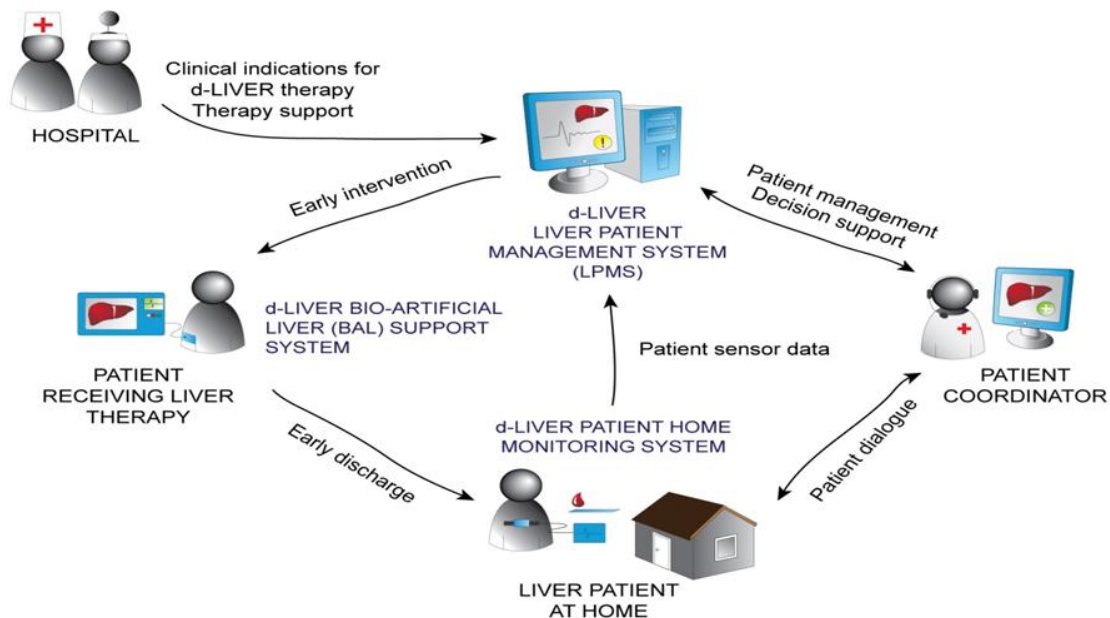 Clinical indications for
d-LIVER therapy
Therapy support
HOSPITAL
Early intervention
Patient management
Decision support
d-LIVER
LIVER PATIENT
MANAGEMENT SYSTEM
(LPMS)
d-LIVER BIO-ARTIFICIAL
LIVER (BAL) SUPPORT
SYSTEM
Patient sensor data
PATIENT
RECEIVING LIVER
THERAPY
PATIENT
COORDINATOR
Early discharge
d-LIVER PATIENT HOME
MONITORING SYSTEM
Patient dialogue
LIVER PATIENT
AT HOME